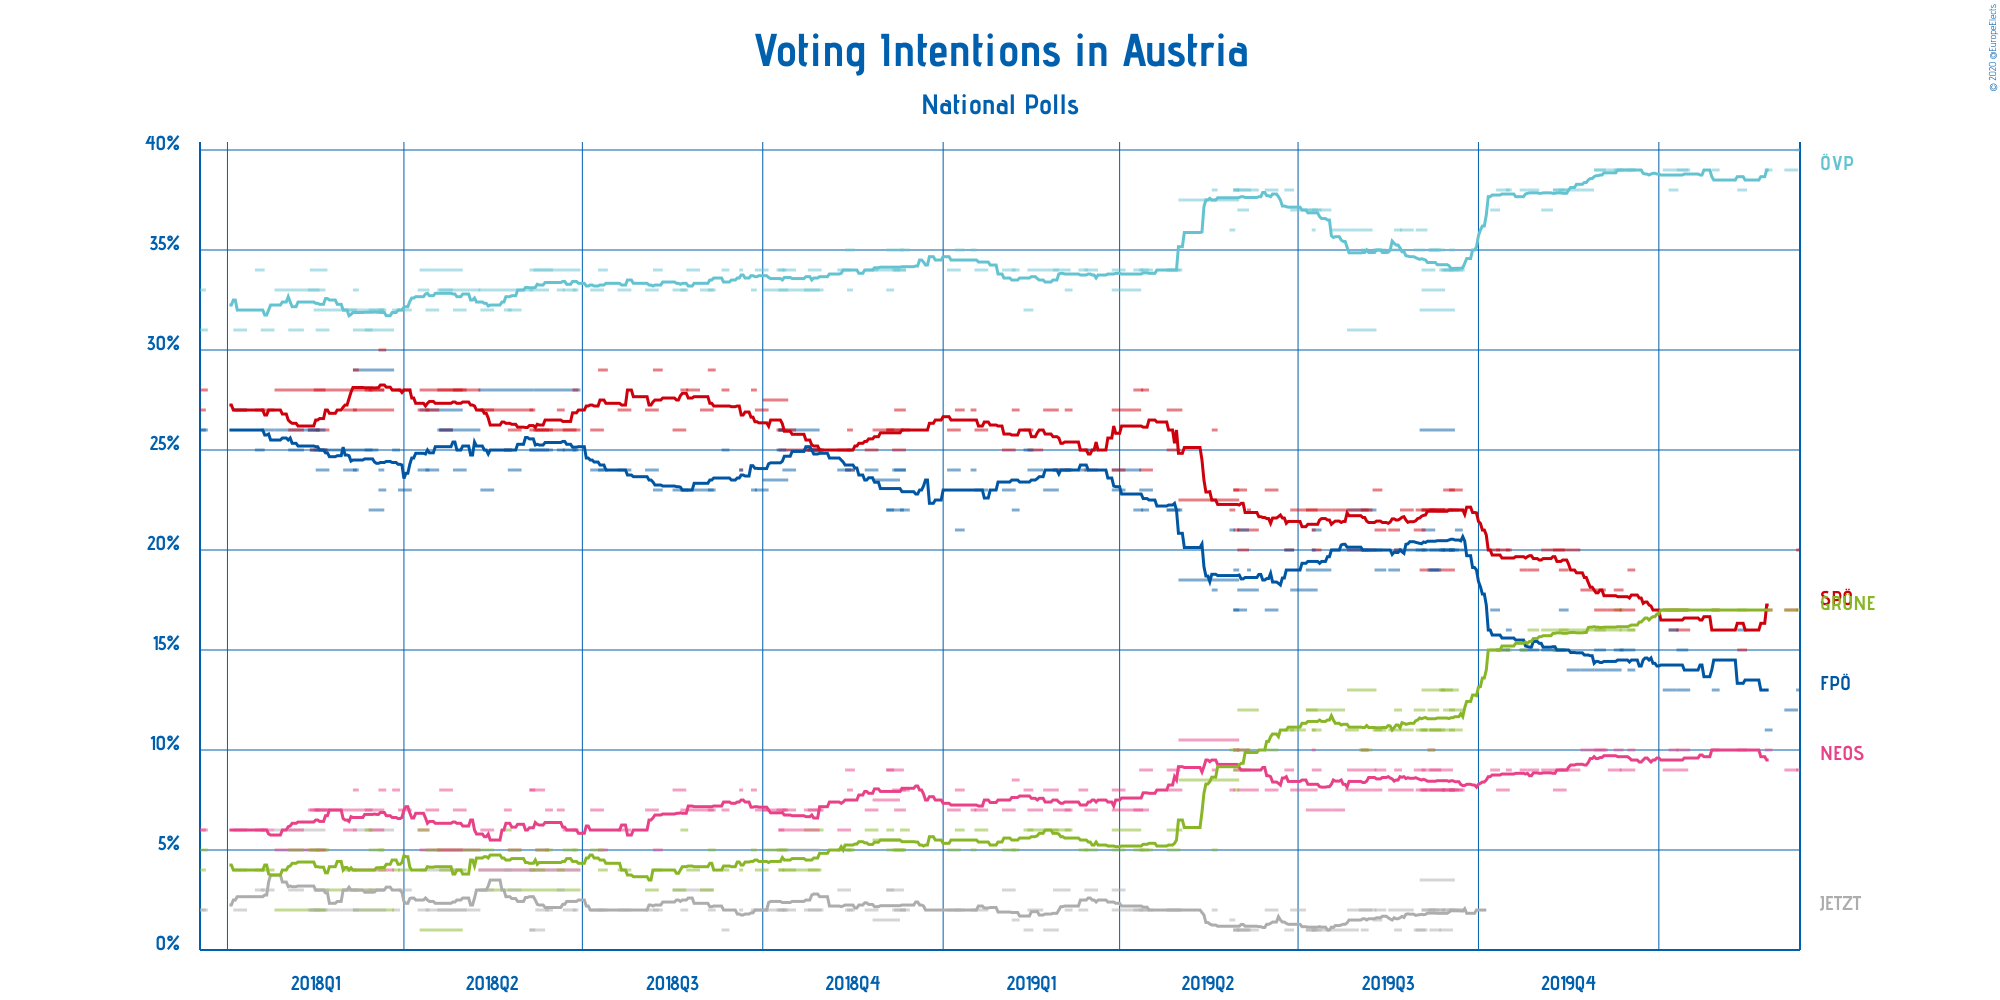 Voting Intentions in Austria
© 2020 @EuropeElects
National Polls
40%
35%
30%
25%
20%
15%
10%
5%
0%
ÖVP
SPÖ
GRÜNE
FPÖ
NEOS
JETZT
2018Q1
2018Q2
2018Q3
2018Q4
2019Q1
2019Q2
2019Q3
2019Q4